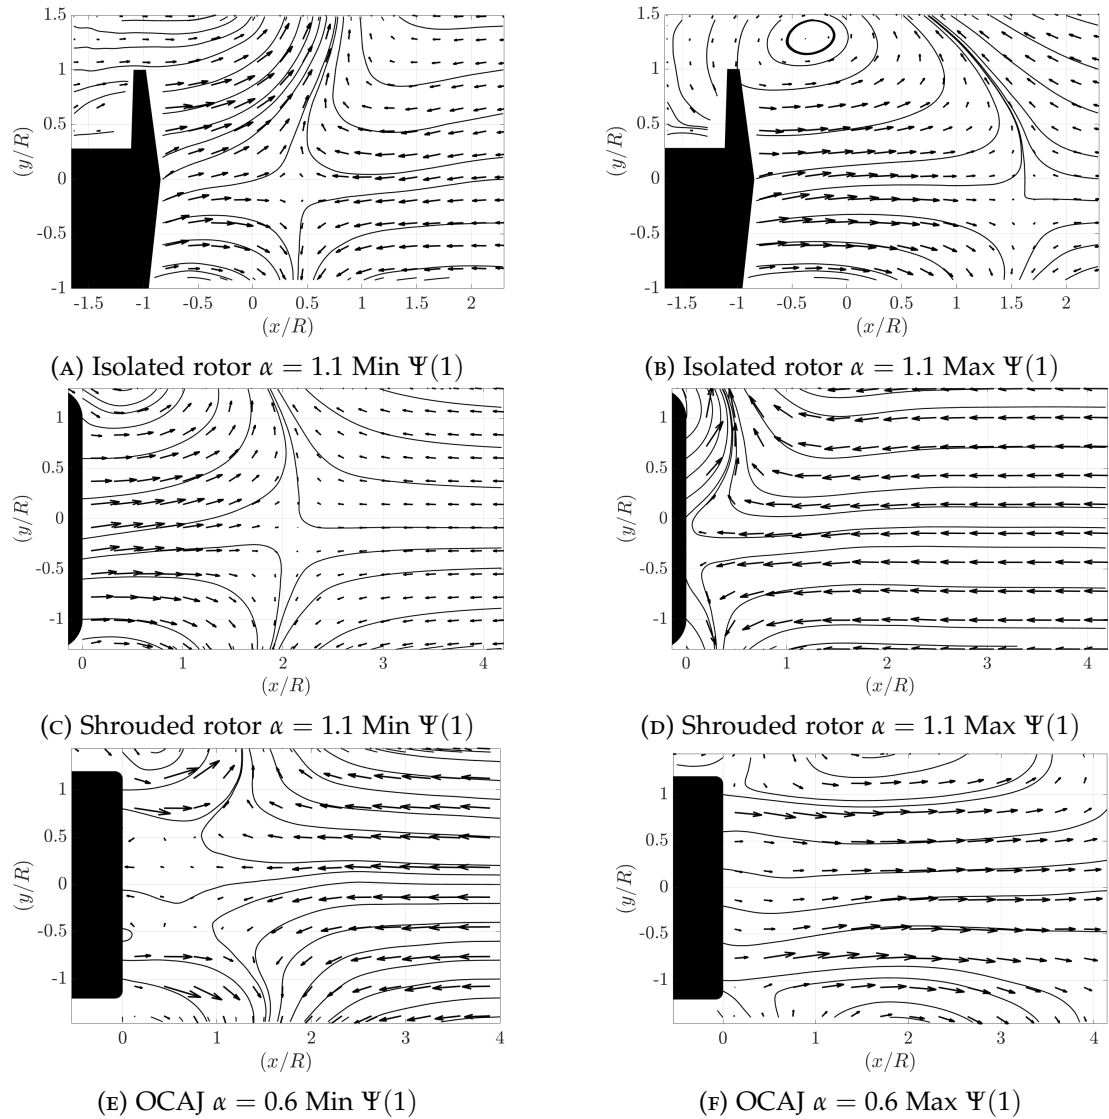 1.5
1
0.5
0
-0.5
-1
(y/R)
-1.5 -1 -0.5 0 0.5 1 1.5 2
(x/R)
(A) Isolated rotor α = 1.1 Min Ψ(1)
1.5
1
0.5
0
-0.5
-1
(y/R)
-1.5 -1 -0.5 0 0.5 1 1.5 2
(x/R)
(B) Isolated rotor α = 1.1 Max Ψ(1)
1
0.5
0
-0.5
-1
(y/R)
0 1 2 3 4
(x/R)
(C) Shrouded rotor α = 1.1 Min Ψ(1)
1
0.5
0
-0.5
-1
(y/R)
0 1 2 3 4
(x/R)
(D) Shrouded rotor α = 1.1 Max Ψ(1)
1
0.5
0
-0.5
-1
(y/R)
0 1 2 3 4
(x/R)
(E) OCAJ α = 0.6 Min Ψ(1)
1
0.5
0
-0.5
-1
(y/R)
0 1 2 3 4
(x/R)
(F) OCAJ α = 0.6 Max Ψ(1)